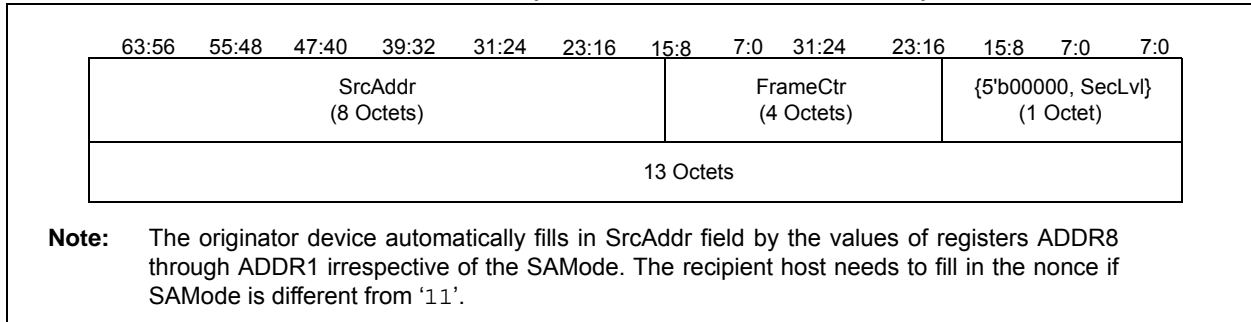 63:56 55:48 47:40 39:32 31:24 23:16 15:8 7:0 31:24 23:16 15:8 7:0 7:0
SrcAddr
(8 Octets)
FrameCtr
(4 Octets)
{5'b00000, SecLvl}
(1 Octet)
13 Octets
Note: The originator device automatically fills in SrcAddr field by the values of registers ADDR8
through ADDR1 irrespective of the SAMode. The recipient host needs to fill in the nonce if
SAMode is different from ‘11’.